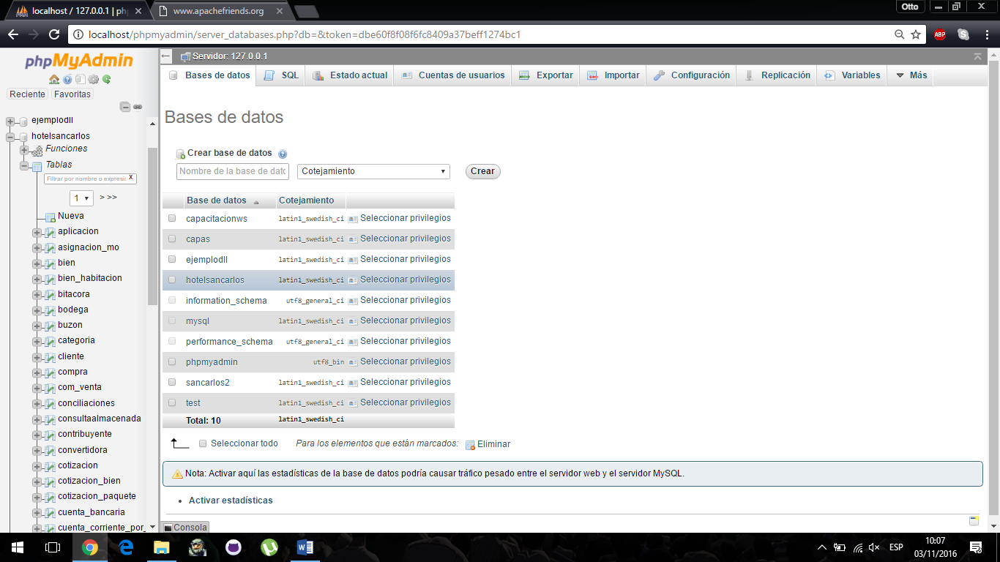 localhost / 127.0.0.1 | ph
www.apachefriends.org
Otto
localhost/phpmyadmin/server_databases.php?db=&token=dbe60f8f08f6fc8409a37beff1274bc1
ABP
phpMyAdmin
Reciente Favoritas
ejemplodll
hotelsancarlos
Funciones
Tablas
Filtrar por nombre o expresi X
1 > >>
Nueva
aplicacion
asignacion_mo
bien
bien_habitacion
bitacora
bodega
buzon
categoria
cliente
compra
com_venta
conciliaciones
consultaalmacenada
contribuyente
convertidora
cotizacion
cotizacion_bien
cotizacion_paquete
cuenta_bancaria
cuenta_corriente_por_
Servidor: 127.0.0.1
Bases de datos SQL Estado actual Cuentas de usuarios Exportar Importar Configuración Replicación Variables Más
Bases de datos
Crear base de datos
Nombre de la base de dato Cotejamiento Crear
Base de datos Cotejamiento
capacitacionws latin1_swedish_ci Seleccionar privilegios
capas latin1_swedish_ci Seleccionar privilegios
ejemplodll latin1_swedish_ci Seleccionar privilegios
hotelsancarlos latin1_swedish_ci Seleccionar privilegios
information_schema utf8_general_ci Seleccionar privilegios
mysql latin1_swedish_ci Seleccionar privilegios
performance_schema utf8_general_ci Seleccionar privilegios
phpmyadmin utf8_bin Seleccionar privilegios
sancarlos2 latin1_swedish_ci Seleccionar privilegios
test latin1_swedish_ci Seleccionar privilegios
Total: 10 latin1_swedish_ci
Seleccionar todo Para los elementos que están marcados: Eliminar
Nota: Activar aquí las estadísticas de la base de datos podría causar tráfico pesado entre el servidor web y el servidor MySQL.
• Activar estadísticas
Consola
ESP
10:07
03/11/2016